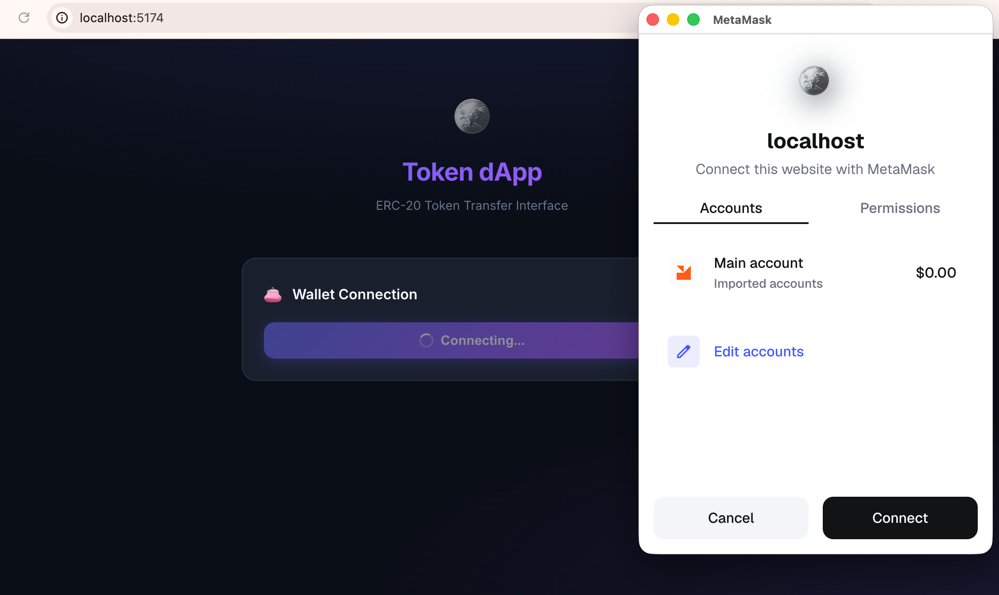 localhost:5174
MetaMask
Token dApp
ERC-20 Token Transfer Interface
Wallet Connection
Connecting...
localhost
Connect this website with MetaMask
Accounts
Permissions
Main account
Imported accounts
$0.00
Edit accounts
Cancel
Connect